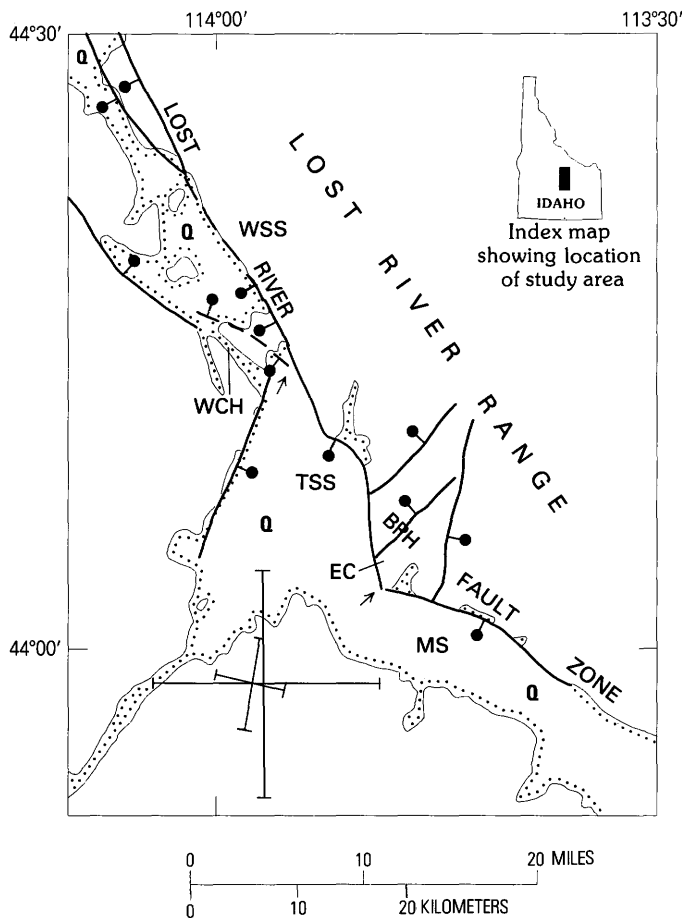 114°00'
113°30'
44°30'
Q
LOST
LOST RIVER RANGE
IDAHO
Index map
showing location
of study area
Q
WSS
RIVER
WCH
TSS
Q
BPH
EC
FAULT
44°00'
MS
ZONE
Q
0 10 20 MILES
0 10 20 KILOMETERS